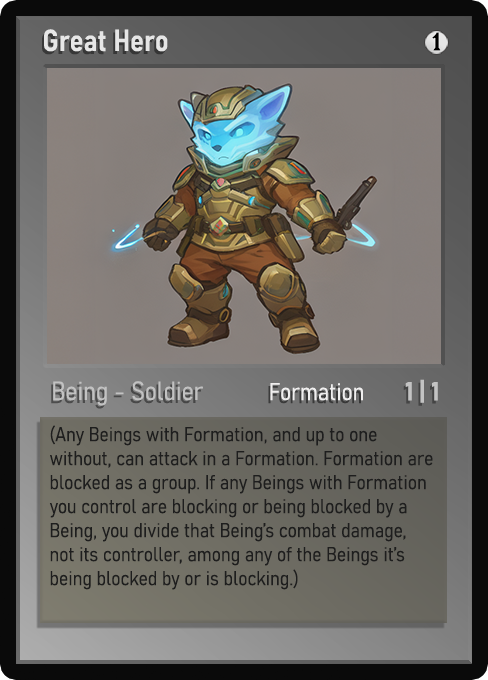 Great Hero
1
Being - Soldier
Formation
1|1
(Any Beings with Formation, and up to one
without, can attack in a Formation. Formation are
blocked as a group. If any Beings with Formation
you control are blocking or being blocked by a
Being, you divide that Being's combat damage,
not its controller, among any of the Beings it's
being blocked by or is blocking.)